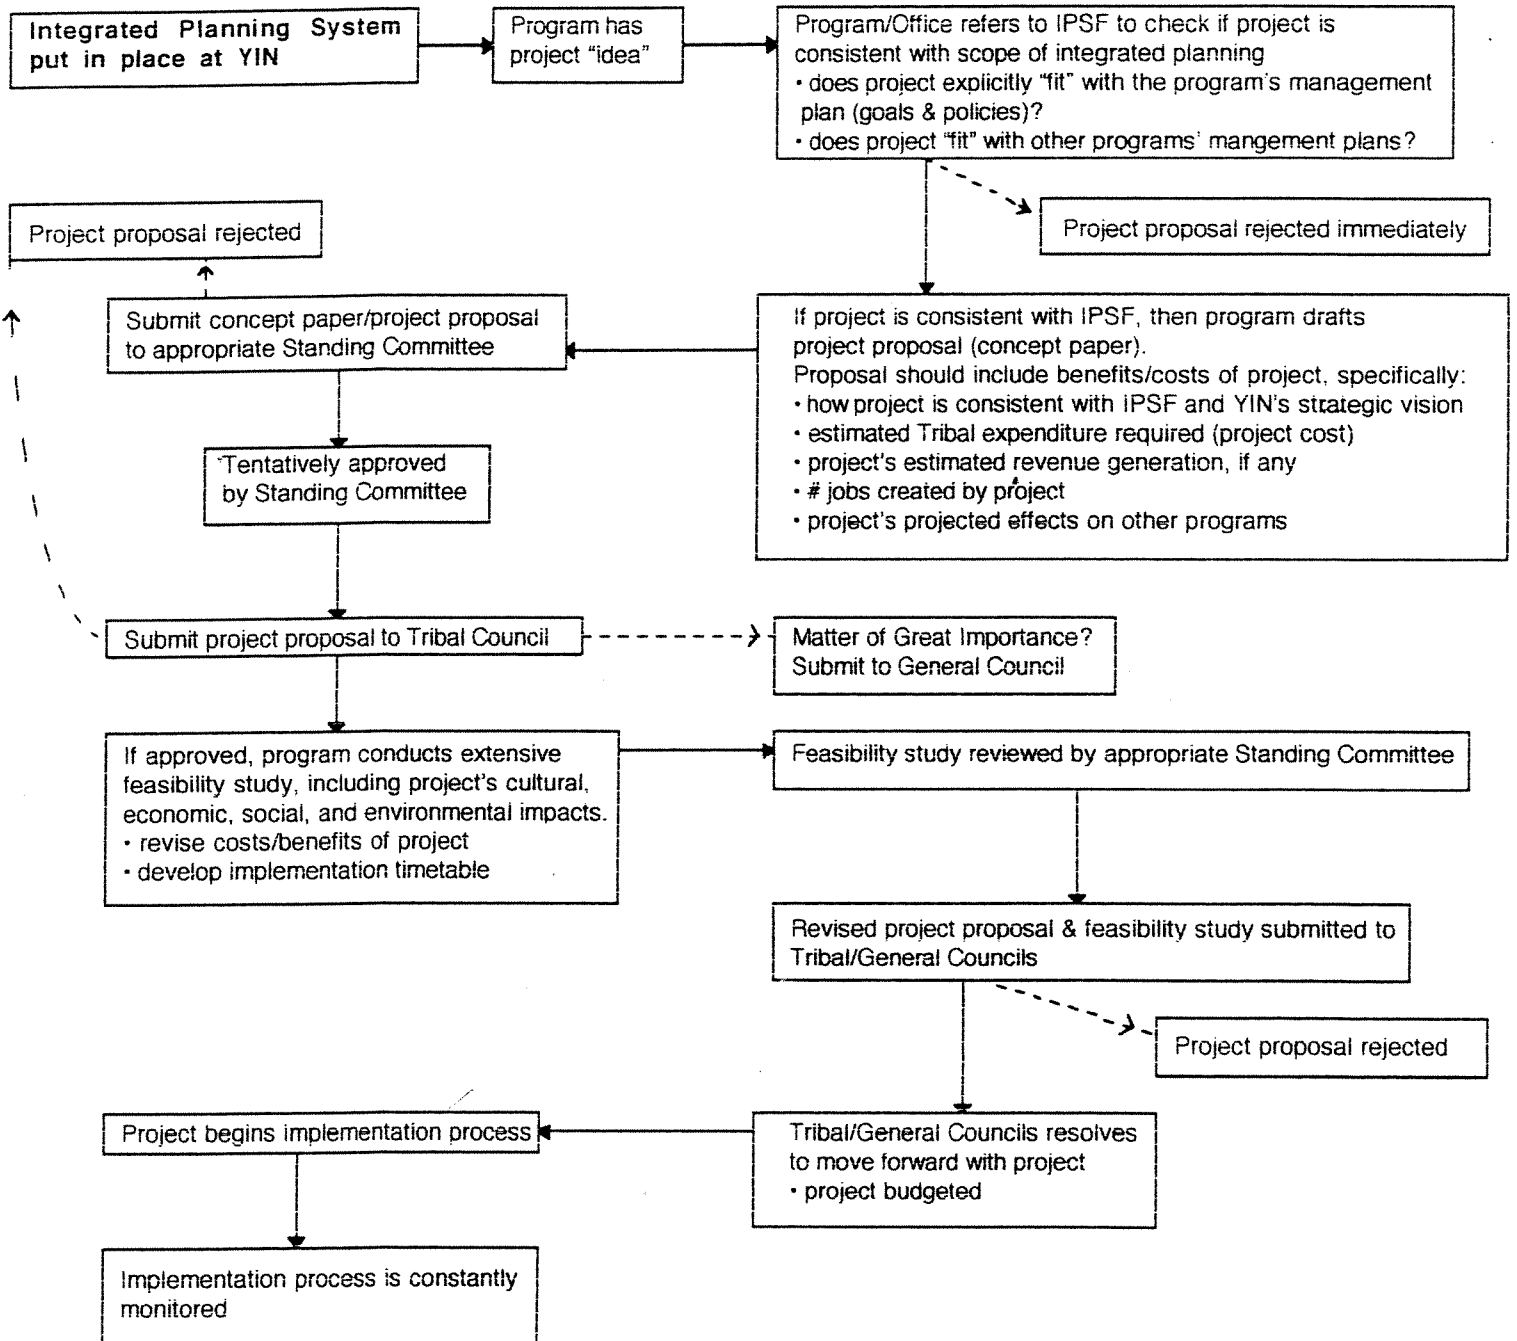 Integrated Planning System
put in place at YIN
Program has
project “idea”
Program/Office refers to IPSF to check if project is
consistent with scope of integrated planning
· does project explicitly “fit” with the program's management
plan (goals & policies)?
· does project “fit” with other programs' mangement plans?
Project proposal rejected
Project proposal rejected immediately
Submit concept paper/project proposal
to appropriate Standing Committee
If project is consistent with IPSF, then program drafts
project proposal (concept paper).
Proposal should include benefits/costs of project, specifically:
· how project is consistent with IPSF and YIN's strategic vision
· estimated Tribal expenditure required (project cost)
· project's estimated revenue generation, if any
· # jobs created by project
· project's projected effects on other programs
Tentatively approved
by Standing Committee
Submit project proposal to Tribal Council
Matter of Great Importance?
Submit to General Council
If approved, program conducts extensive
feasibility study, including project's cultural,
economic, social, and environmental impacts.
· revise costs/benefits of project
· develop implementation timetable
Feasibility study reviewed by appropriate Standing Committee
Revised project proposal & feasibility study submitted to
Tribal/General Councils
Project proposal rejected
Tribal/General Councils resolves
to move forward with project
· project budgeted
Project begins implementation process
Implementation process is constantly
monitored